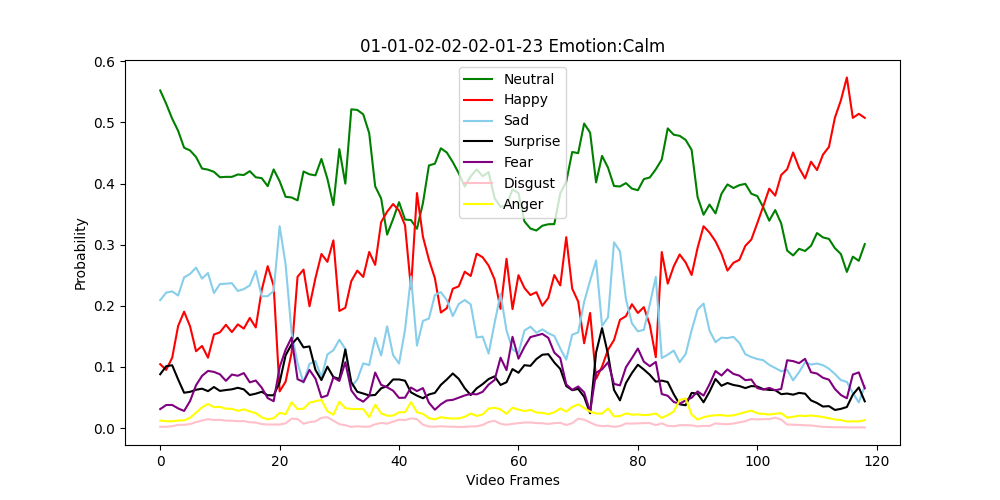 01-01-02-02-02-01-23 Emotion:Calm
Probability
0.6
0.5
0.4
0.3
0.2
0.1
0.0
Neutral
Happy
Sad
Surprise
Fear
Disgust
Anger
0 20 40 60 80 100 120
Video Frames